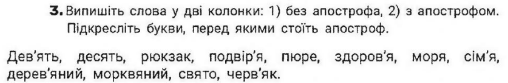 3. Випишіть слова у дві колонки: 1) без апострофа, 2) з апострофом.
Підкресліть букви, перед якими стоїть апостроф.
Дев'ять, десять, рюкзак, подвір'я, пюре, здоров'я, моря, сім'я,
дерев'яний, морквяний, свято, черв'як.